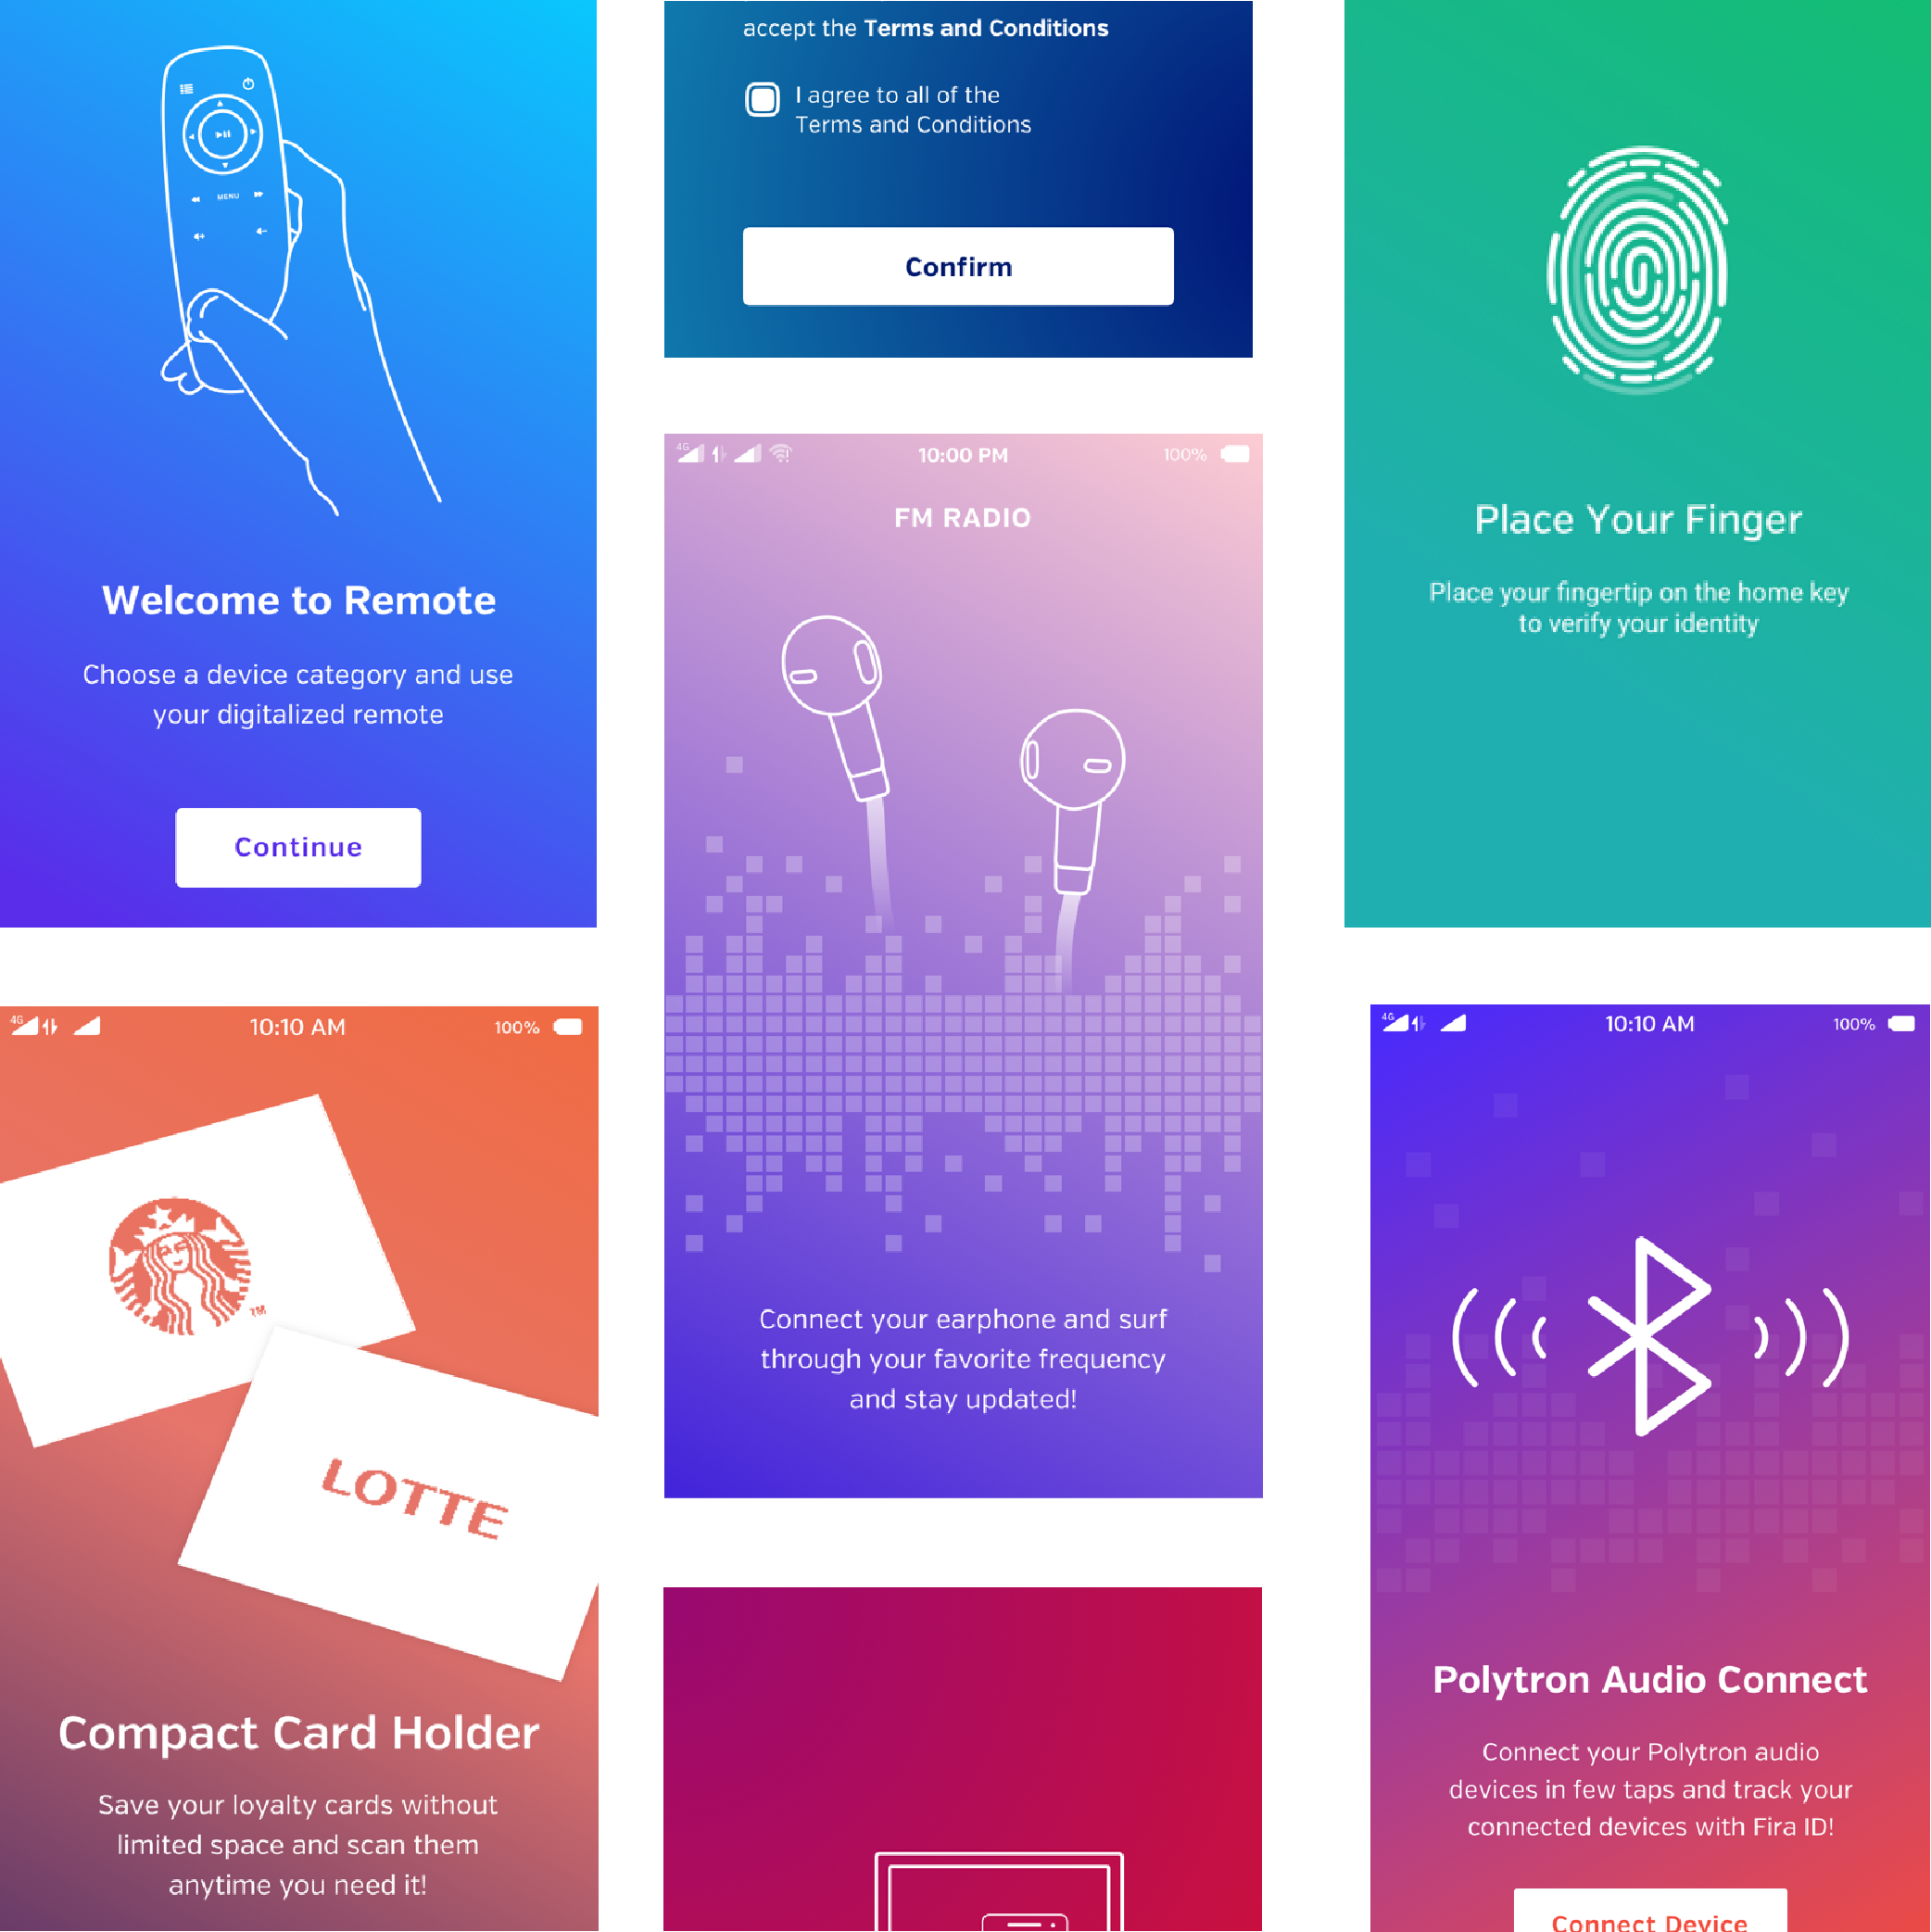 MENU
Welcome to Remote
Choose a device category and use
your digitalized remote
Continue
4G
10:10 AM
100%
TM
LOTTE
Compact Card Holder
Save your loyalty cards without
limited space and scan them
anytime you need it!
accept the Terms and Conditions
I agree to all of the
Terms and Conditions
Confirm
4G
10:00 PM
100%
FM RADIO
Connect your earphone and surf
through your favorite frequency
and stay updated!
Place Your Finger
Place your fingertip on the home key
to verify your identity
4G
10:10 AM
100%
Polytron Audio Connect
Connect your Polytron audio
devices in few taps and track your
connected devices with Fira ID!
Connect Device